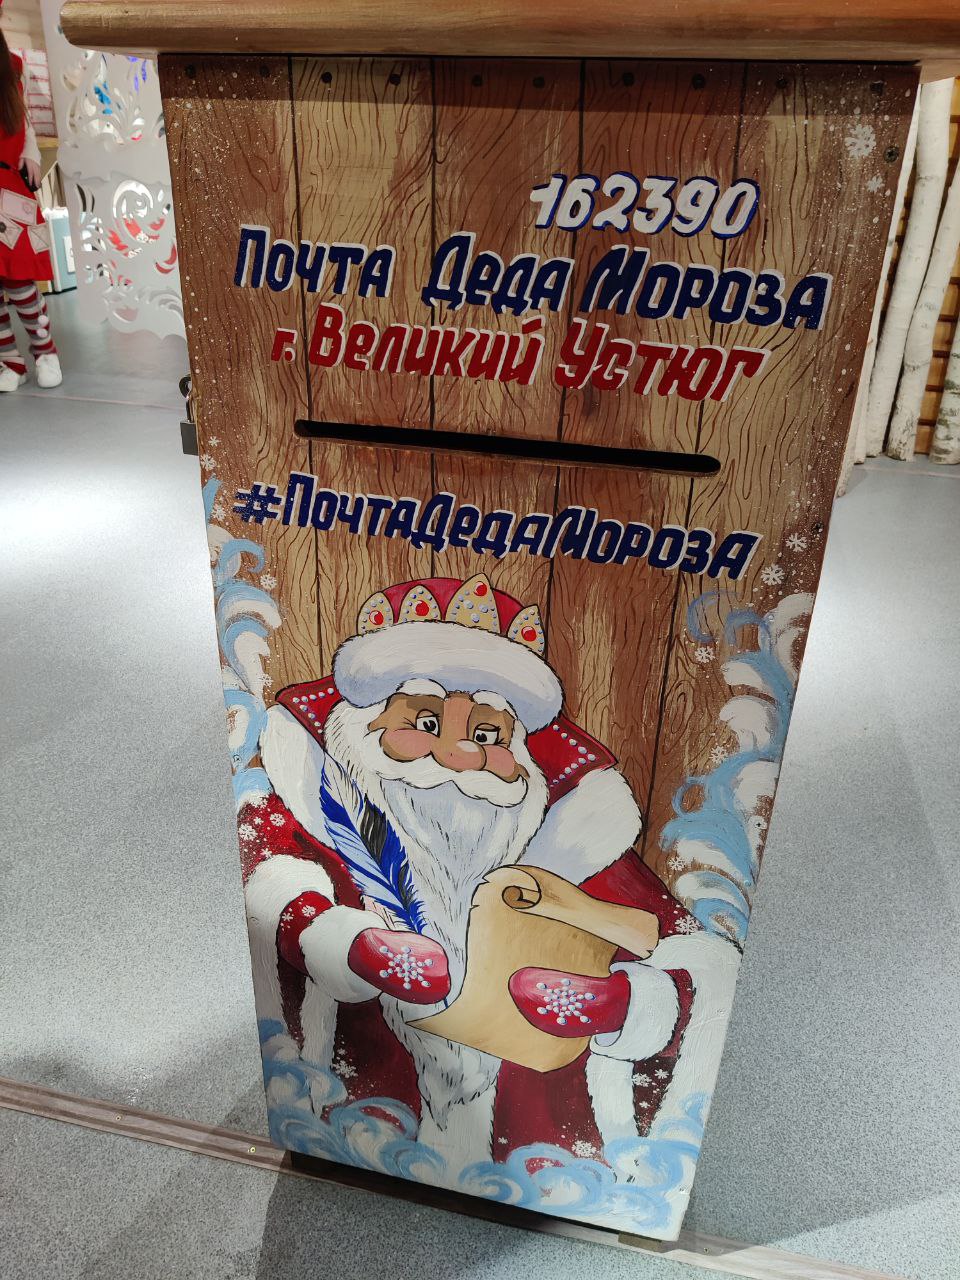 162390
Почта Деда Мороза
г. Великий Устюг
#ПочтаДедаМороза